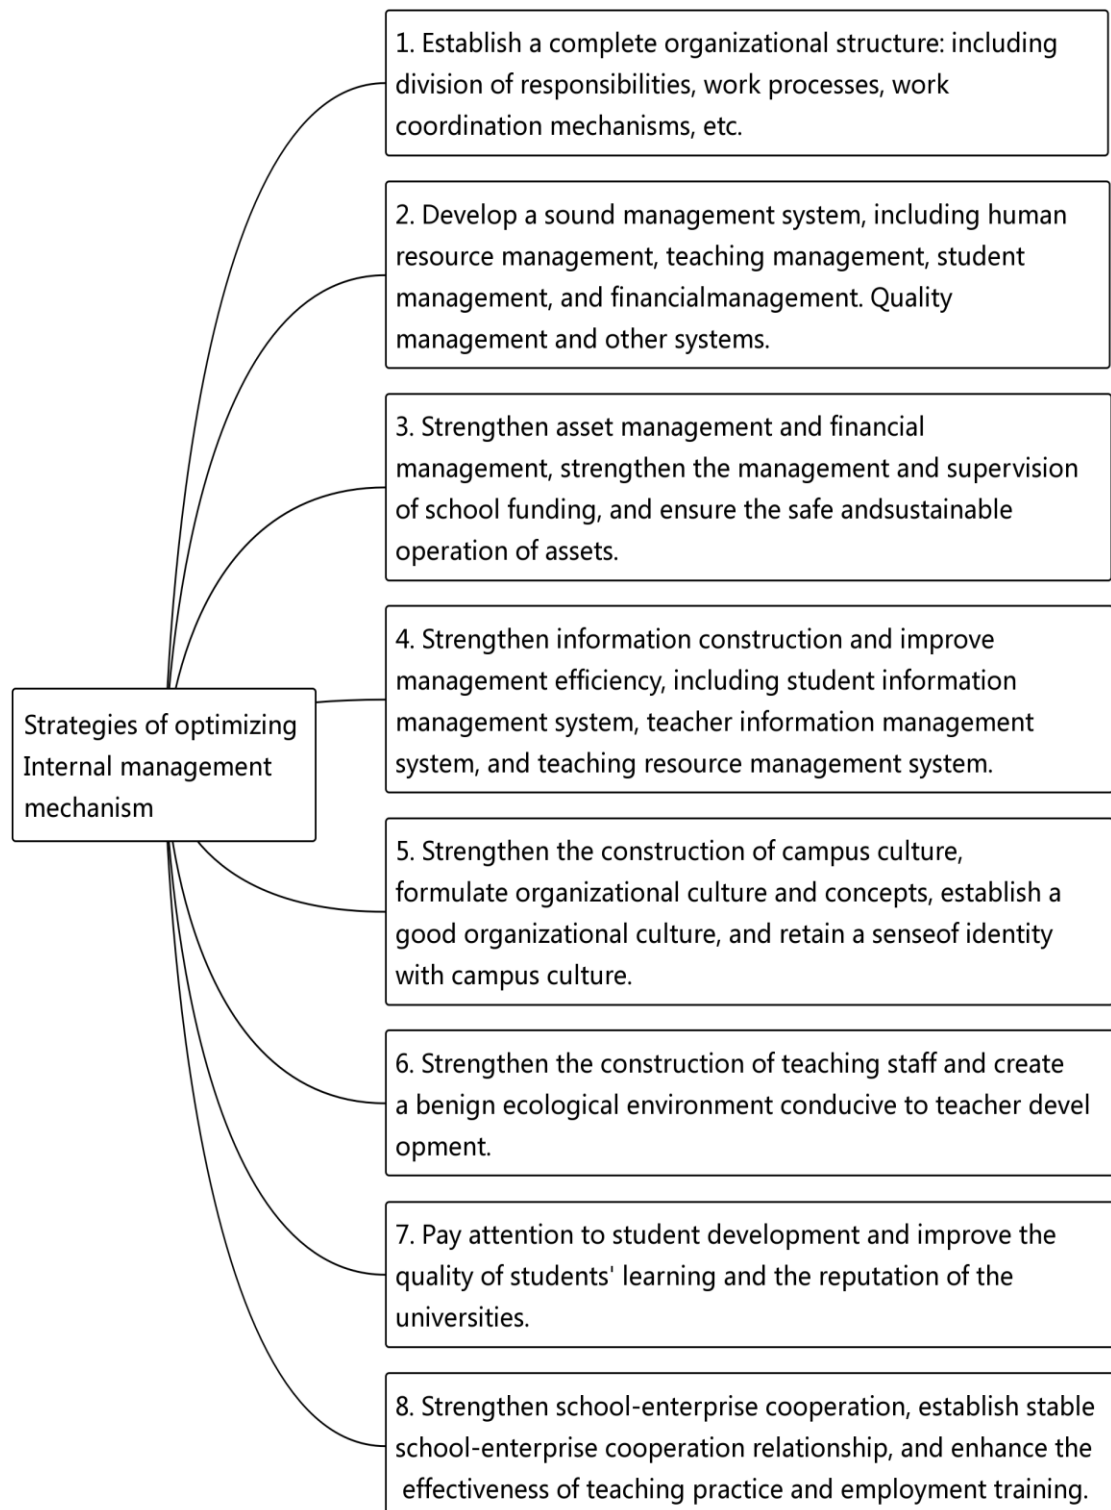 1. Establish a complete organizational structure: including
division of responsibilities, work processes, work
coordination mechanisms, etc.
2. Develop a sound management system, including human
resource management, teaching management, student
management, and financialmanagement. Quality
management and other systems.
3. Strengthen asset management and financial
management, strengthen the management and supervision
of school funding, and ensure the safe andsustainable
operation of assets.
4. Strengthen information construction and improve
management efficiency, including student information
management system, teacher information management
system, and teaching resource management system.
Strategies of optimizing
Internal management
mechanism
5. Strengthen the construction of campus culture,
formulate organizational culture and concepts, establish a
good organizational culture, and retain a senseof identity
with campus culture.
6. Strengthen the construction of teaching staff and create
a benign ecological environment conducive to teacher devel
opment.
7. Pay attention to student development and improve the
quality of students' learning and the reputation of the
universities.
8. Strengthen school-enterprise cooperation, establish stable
school-enterprise cooperation relationship, and enhance the
effectiveness of teaching practice and employment training.